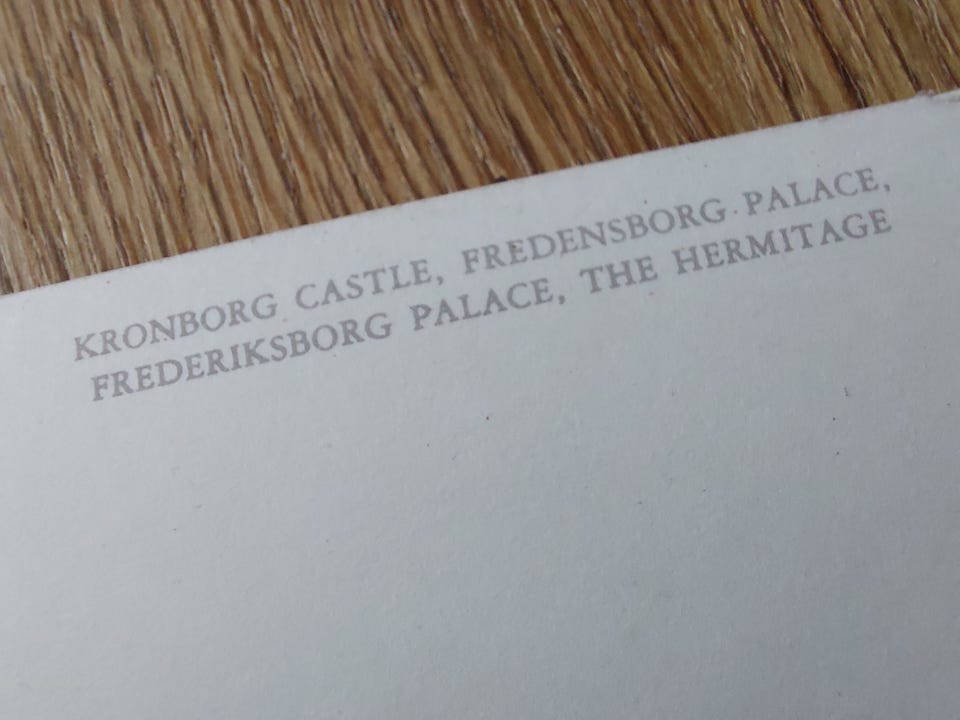 KRONBORG CASTLE, FREDENSBORG PALACE,
FREDERIKSBORG PALACE, THE HERMITAGE